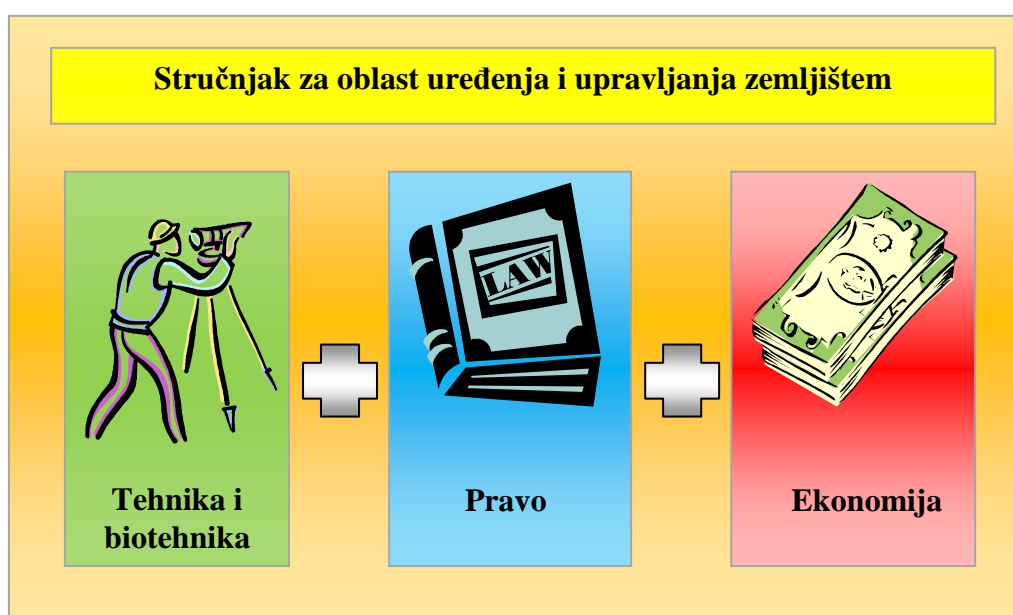 Stručnjak za oblast uređenja i upravljanja zemljištem
LAW
Tehnika i
biotehnika
Pravo
Ekonomija